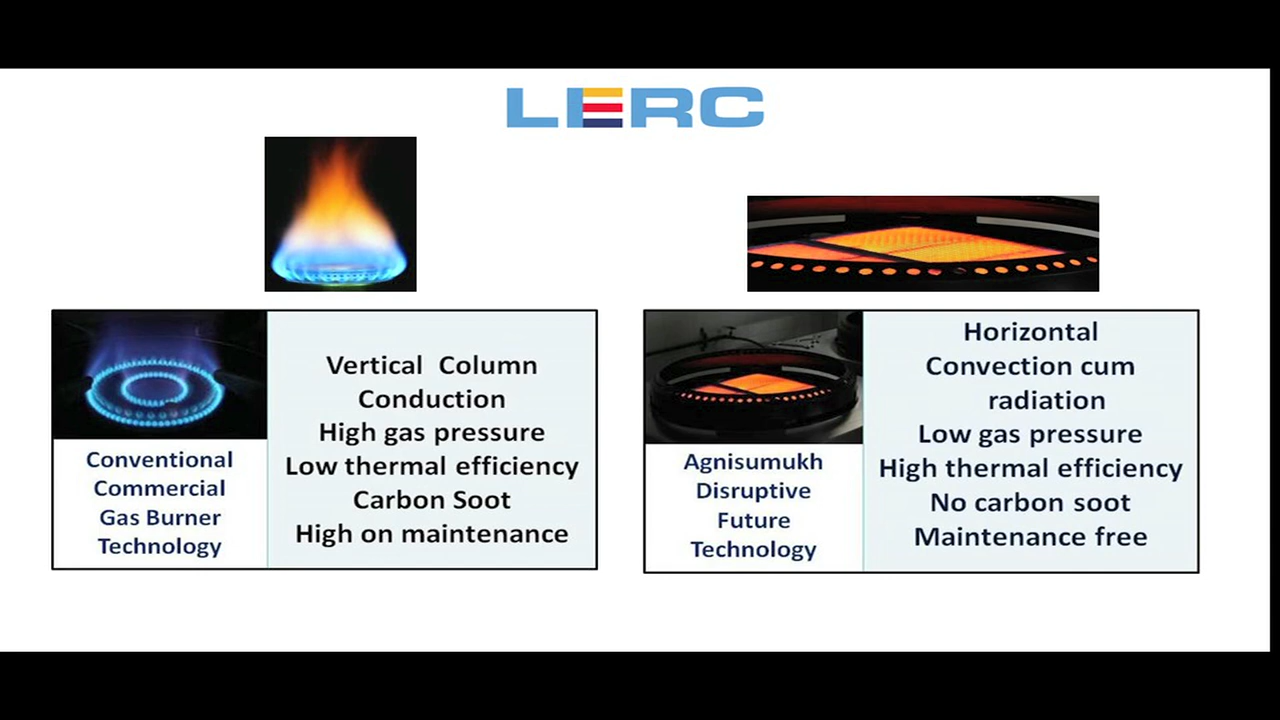 LERC
Conventional
Commercial
Gas Burner
Technology
Vertical Column
Conduction
High gas pressure
Low thermal efficiency
Carbon Soot
High on maintenance
Agnisumukh
Disruptive
Future
Technology
Horizontal
Convection cum
radiation
Low gas pressure
High thermal efficiency
No carbon soot
Maintenance free